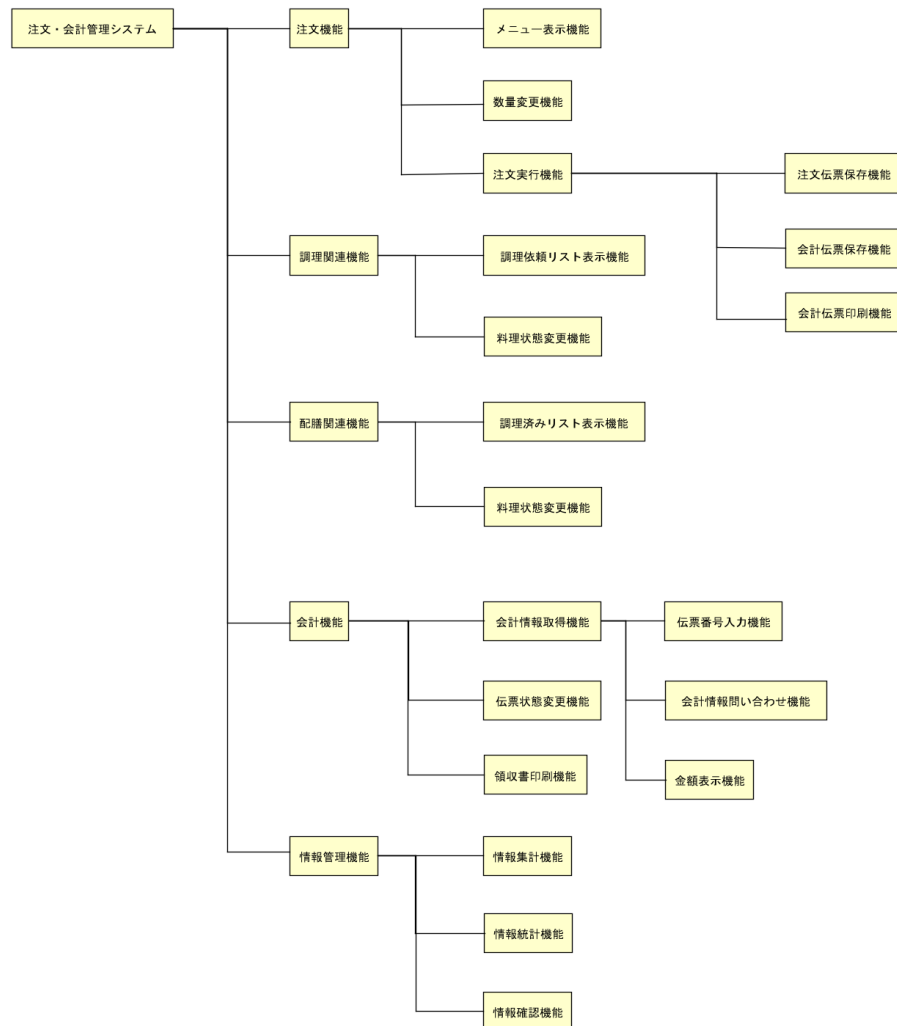 注文・会計管理システム
注文機能
メニュー表示機能
数量変更機能
注文実行機能
注文伝票保存機能
会計伝票保存機能
会計伝票印刷機能
調理関連機能
調理依頼リスト表示機能
料理状態変更機能
配膳関連機能
調理済みリスト表示機能
料理状態変更機能
会計機能
会計情報取得機能
伝票番号入力機能
会計情報問い合わせ機能
金額表示機能
伝票状態変更機能
領収書印刷機能
情報管理機能
情報集計機能
情報統計機能
情報確認機能